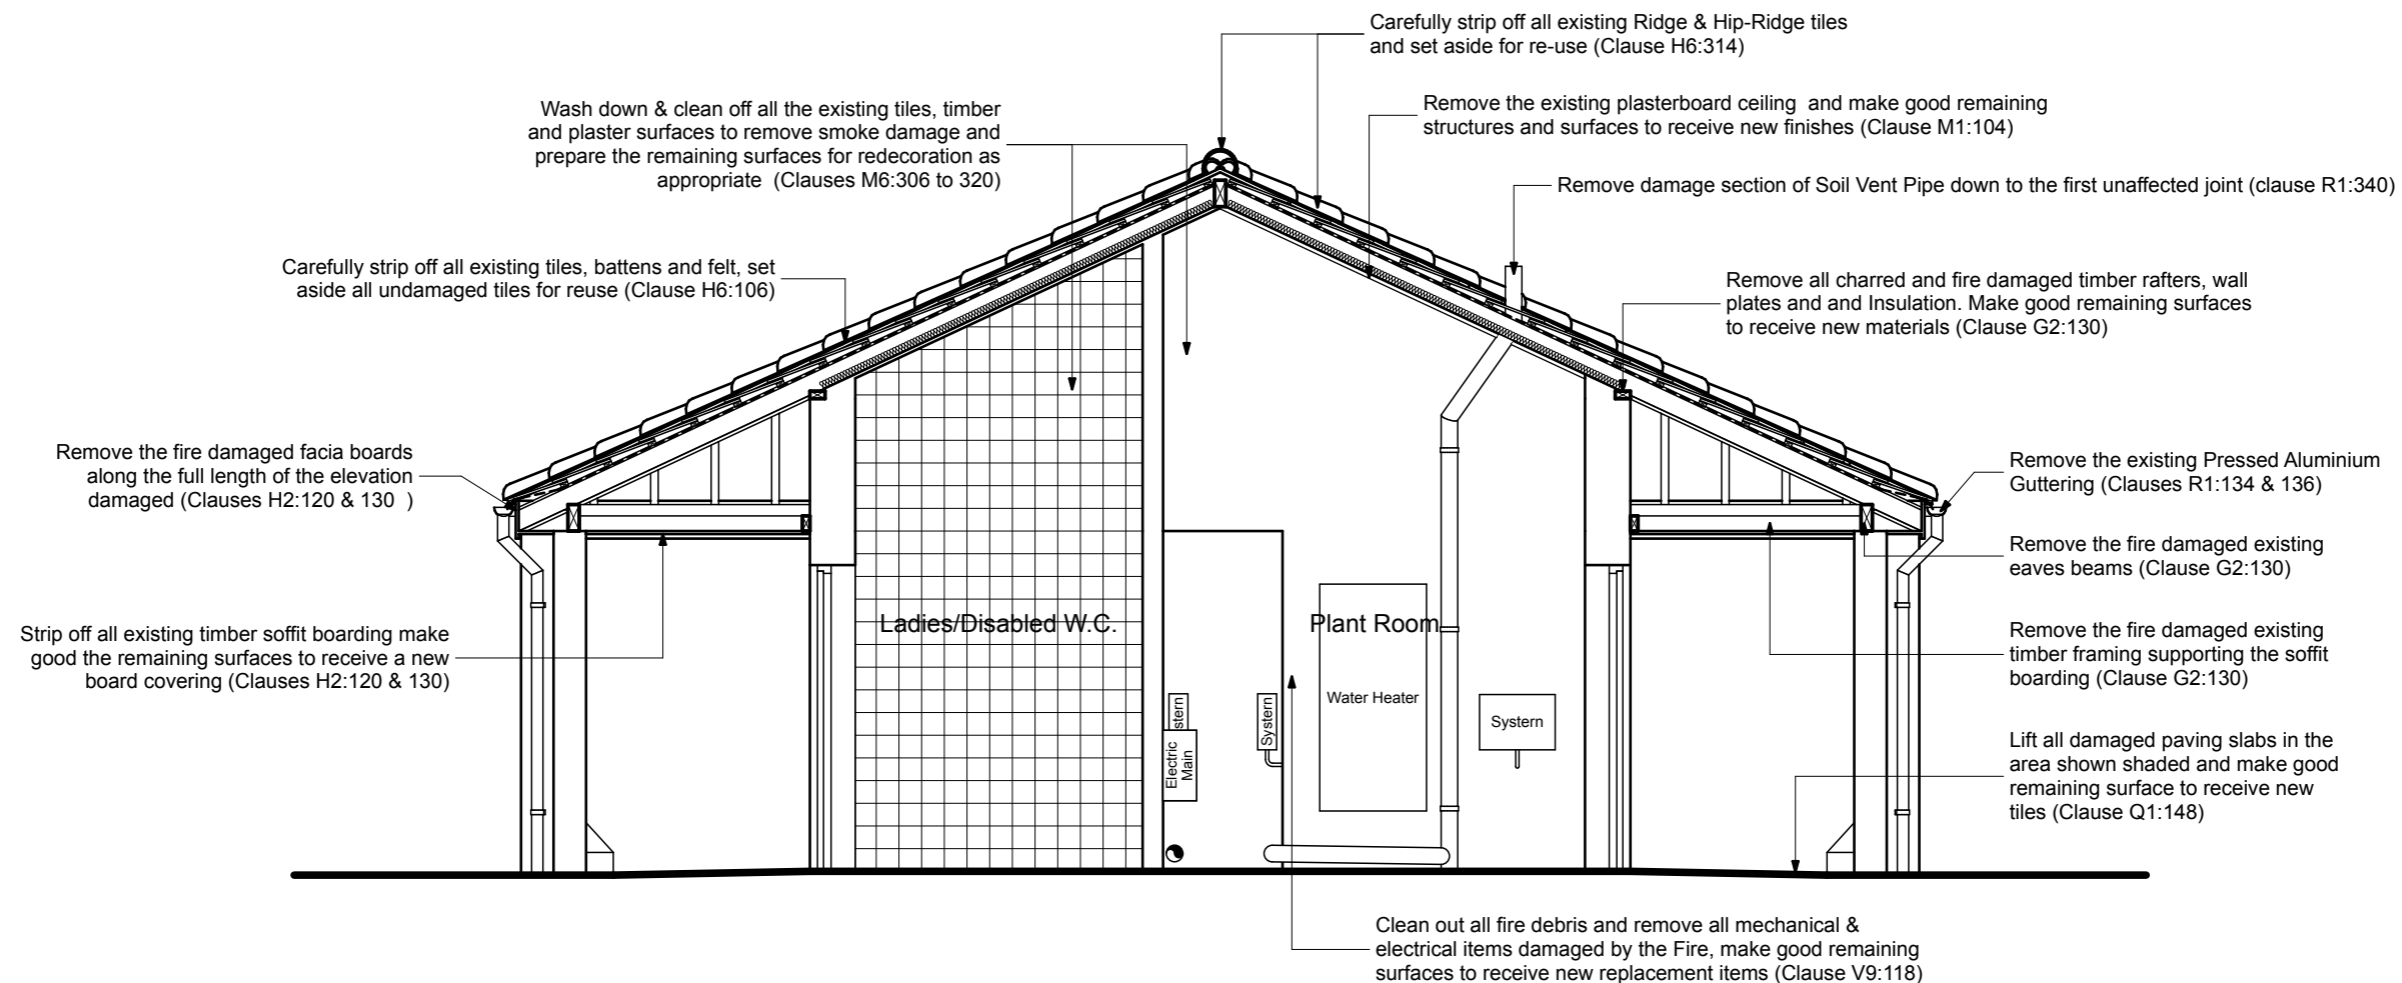 Carefully strip off all existing Ridge & Hip-Ridge tiles
and set aside for re-use (Clause H6:314)
Wash down & clean off all the existing tiles, timber
and plaster surfaces to remove smoke damage and
prepare the remaining surfaces for redecoration as
appropriate (Clauses M6:306 to 320)
Remove the existing plasterboard ceiling and make good remaining
structures and surfaces to receive new finishes (Clause M1:104)
Remove damage section of Soil Vent Pipe down to the first unaffected joint (clause R1:340)
Carefully strip off all existing tiles, battens and felt, set
aside all undamaged tiles for reuse (Clause H6:106)
Remove all charred and fire damaged timber rafters, wall
plates and and Insulation. Make good remaining surfaces
to receive new materials (Clause G2:130)
Remove the fire damaged facia boards
along the full length of the elevation
damaged (Clauses H2:120 & 130 )
Remove the existing Pressed Aluminium
Guttering (Clauses R1:134 & 136)
Remove the fire damaged existing
eaves beams (Clause G2:130)
Strip off all existing timber soffit boarding make
good the remaining surfaces to receive a new
board covering (Clauses H2:120 & 130)
Ladies/Disabled W.C.
Plant Room
Remove the fire damaged existing
timber framing supporting the soffit
boarding (Clause G2:130)
stern
Electric
Main
Systern
Water Heater
Systern
Lift all damaged paving slabs in the
area shown shaded and make good
remaining surface to receive new
tiles (Clause Q1:148)
Clean out all fire debris and remove all mechanical &
electrical items damaged by the Fire, make good remaining
surfaces to receive new replacement items (Clause V9:118)